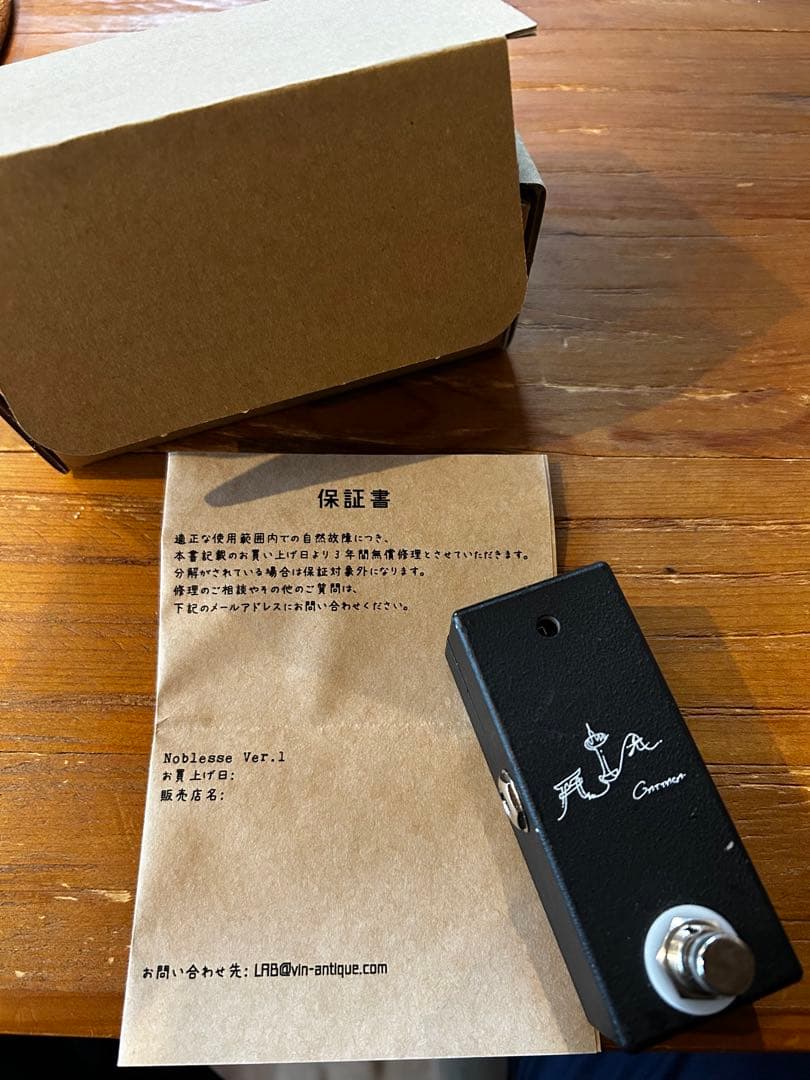 保証書
適正な使用範囲内での自然故障につき、
本書記載のお買い上げ日より3年間無償修理とさせていただきます。
分解がされている場合は保証対象外になります。
修理のご相談やその他のご質問は、
下記のメールアドレスにお問い合わせください。
Noblesse Ver.1
お買上げ日:
販売店名:
お問い合わせ先: LAB@vin-antique.com